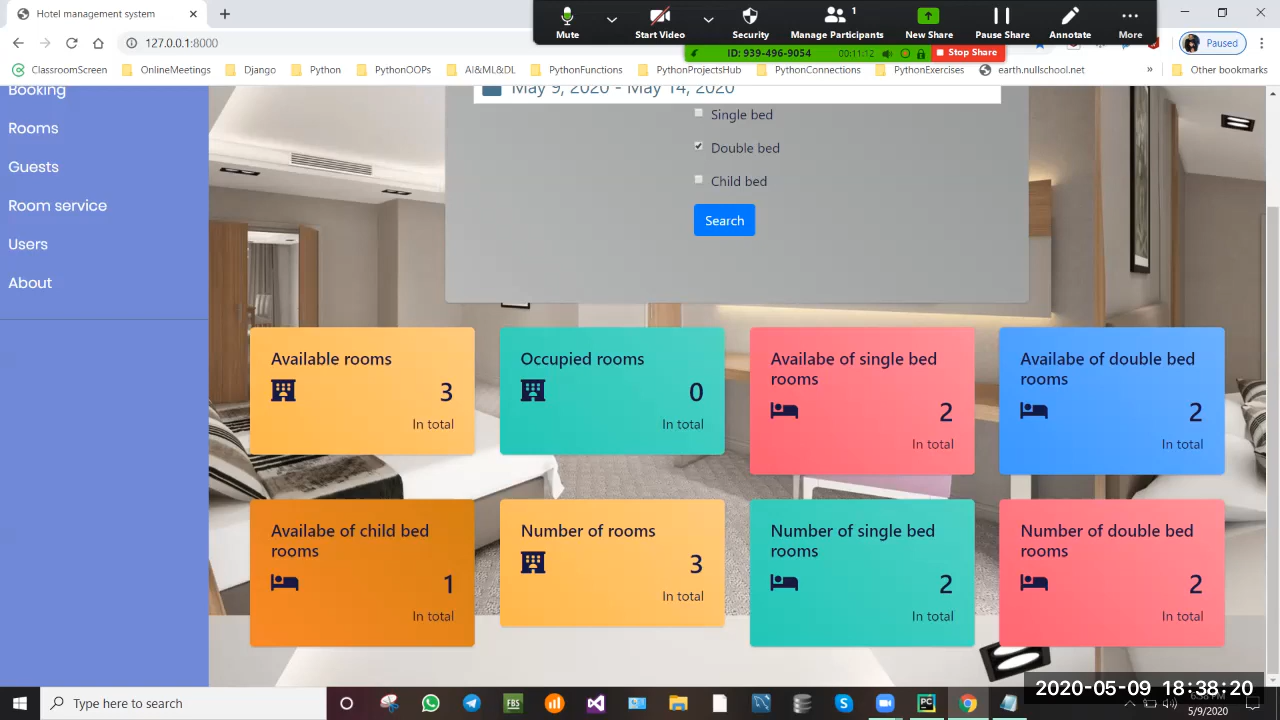 Hotel management system
Mute
Start Video
Security
1
Manage Participants
New Share
Pause Share
Annotate
More
ID: 939-496-9054
00:11:12
Stop Share
127.0.0.1:8000
Paused
Classroom Screen
OnlineMeetings
Django
Python
PythonOOPs
AI&ML&DL
PythonFunctions
PythonProjectsHub
PythonConnections
PythonExercises
earth.nullschool.net
»
Other bookmarks
Booking
Rooms
Guests
Room service
Users
About
May 9, 2020 - May 14, 2020
Single bed
Double bed
Child bed
Search
Available rooms
3
In total
Occupied rooms
0
In total
Availabe of single bed
rooms
2
In total
Availabe of double bed
rooms
2
In total
Availabe of child bed
rooms
1
In total
Number of rooms
3
In total
Number of single bed
rooms
2
In total
Number of double bed
rooms
2
In total
Type here to search
FBS
PC
2020-05-09 18:38:20
5/9/2020